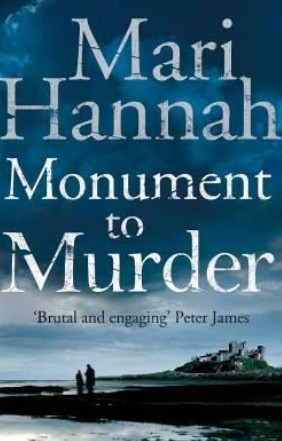 Mari
Hannah
Monument
to
Murder
‘Brutal and engaging’ Peter James